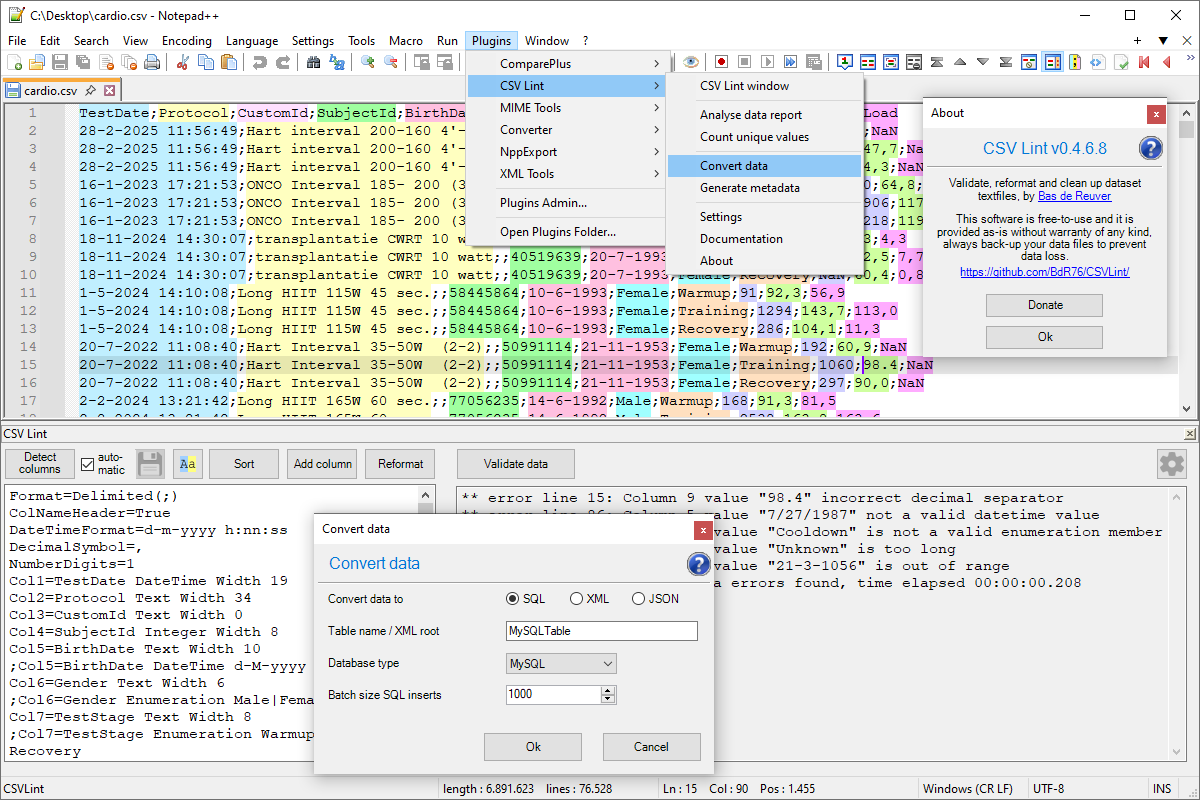 C:\Desktop\cardio.csv - Notepad++
File Edit Search View Encoding Language Settings Tools Macro Run Plugins Window ?
cardio.csv
ComparePlus
CSV Lint
MIME Tools
Converter
NppExport
XML Tools
Plugins Admin...
Open Plugins Folder...
CSV Lint window
Analyse data report
Count unique values
Convert data
Generate metadata
Settings
Documentation
About
1 TestDate;Protocol;CustomId;SubjectId;BirthDa Load
2 28-2-2025 11:56:49;Hart interval 200-160 4'- ;NaN
3 28-2-2025 11:56:49;Hart interval 200-160 4'- 47,7;Na
4 28-2-2025 11:56:49;Hart interval 200-160 4'- 4,3;NaN
5 16-1-2023 17:21:53;ONCO Interval 185- 200 (3 0;64,8;
6 16-1-2023 17:21:53;ONCO Interval 185- 200 (3 906;117
7 16-1-2023 17:21:53;ONCO Interval 185- 200 (3 218;119
8 18-11-2024 14:30:07;transplantatie CWRT 10 w 3;4,3
9 18-11-2024 14:30:07;transplantatie CWRT 10 watt;;40519639;20-7-1993 2,5;7,7
10 18-11-2024 14:30:07;transplantatie CWRT 10 watt;;40519639;20-7-1993;Female;Recovery;NaN;60,4;0,8
11 1-5-2024 14:10:08;Long HIIT 115W 45 sec.;;58445864;10-6-1993;Female;Warmup;91;92,3;56,9
12 1-5-2024 14:10:08;Long HIIT 115W 45 sec.;;58445864;10-6-1993;Female;Training;1294;143,7;113,0
13 1-5-2024 14:10:08;Long HIIT 115W 45 sec.;;58445864;10-6-1993;Female;Recovery;286;104,1;11,3
14 20-7-2022 11:08:40;Hart Interval 35-50W (2-2);;50991114;21-11-1953;Female;Warmup;192;60,9;NaN
15 20-7-2022 11:08:40;Hart Interval 35-50W (2-2);;50991114;21-11-1953;Female;Training;1060;98.4;NaN
16 20-7-2022 11:08:40;Hart Interval 35-50W (2-2);;50991114;21-11-1953;Female;Recovery;297;90,0;NaN
17 2-2-2024 13:21:42;Long HIIT 165W 60 sec.;;77056235;14-6-1992;Male;Warmup;168;91,3;81,5
About
CSV Lint v0.4.6.8
Validate, reformat and clean up dataset
textfiles, by Bas de Reuver
This software is free-to-use and it is
provided as-is without warranty of any kind,
always back-up your data files to prevent
data loss.
https://github.com/BdR76/CSVLint/
Donate
Ok
CSV Lint
Detect columns
auto-matic
Aa
Sort
Add column
Reformat
Validate data
Format=Delimited(;)
ColNameHeader=True
DateTimeFormat=d-m-yyyy h:nn:ss
DecimalSymbol=,
NumberDigits=1
Col1=TestDate DateTime Width 19
Col2=Protocol Text Width 34
Col3=CustomId Text Width 0
Col4=SubjectId Integer Width 8
Col5=BirthDate Text Width 10
;Col5=BirthDate DateTime d-M-yyyy
Col6=Gender Text Width 6
;Col6=Gender Enumeration Male|Fema
Col7=TestStage Text Width 8
;Col7=TestStage Enumeration Warmup
Recovery
** error line 15: Column 9 value "98.4" incorrect decimal separator
value "7/27/1987" not a valid datetime value
value "Cooldown" is not a valid enumeration member
value "Unknown" is too long
value "21-3-1056" is out of range
a errors found, time elapsed 00:00:00.208
Convert data
Convert data
Convert data to SQL XML JSON
Table name / XML root MySQLTable
Database type MySQL
Batch size SQL inserts 1000
Ok Cancel
CSVLint length : 6.891.623 lines : 76.528 Ln : 15 Col : 90 Pos : 1.455 Windows (CR LF) UTF-8 INS